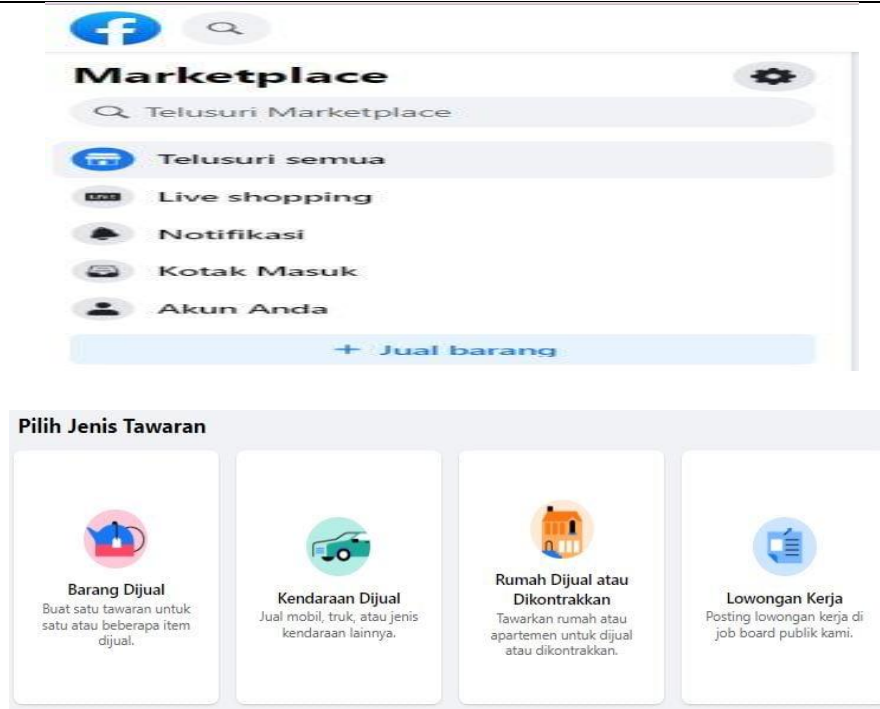 Marketplace
Telusuri Marketplace
Telusuri semua
LIVE
Live shopping
Notifikasi
Kotak Masuk
Akun Anda
+ Jual barang
Pilih Jenis Tawaran
Barang Dijual
Buat satu tawaran untuk
satu atau beberapa item
dijual.
Kendaraan Dijual
Jual mobil, truk, atau jenis
kendaraan lainnya.
Rumah Dijual atau
Dikontrakkan
Tawarkan rumah atau
apartemen untuk dijual
atau dikontrakkan.
Lowongan Kerja
Posting lowongan kerja di
job board publik kami.